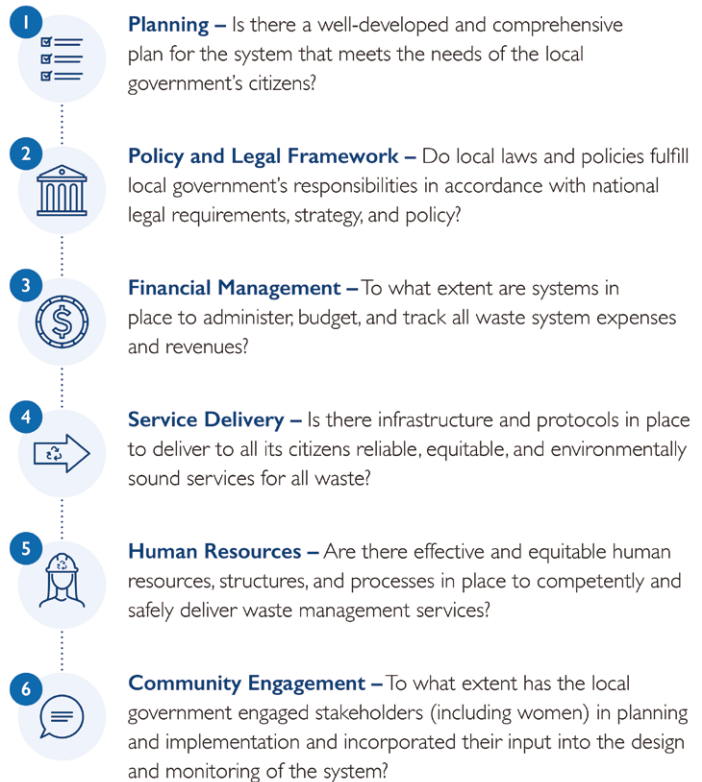 1
Planning – Is there a well-developed and comprehensive
plan for the system that meets the needs of the local
government’s citizens?
2
Policy and Legal Framework – Do local laws and policies fulfill
local government’s responsibilities in accordance with national
legal requirements, strategy, and policy?
3
Financial Management – To what extent are systems in
place to administer, budget, and track all waste system expenses
and revenues?
$
4
Service Delivery – Is there infrastructure and protocols in place
to deliver to all its citizens reliable, equitable, and environmentally
sound services for all waste?
5
Human Resources – Are there effective and equitable human
resources, structures, and processes in place to competently and
safely deliver waste management services?
6
Community Engagement – To what extent has the local
government engaged stakeholders (including women) in planning
and implementation and incorporated their input into the design
and monitoring of the system?